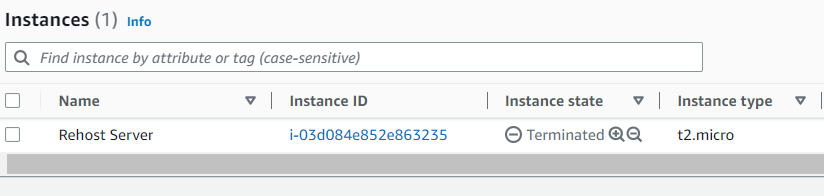 Instances (1) Info
Find instance by attribute or tag (case-sensitive)
Name Instance ID Instance state Instance type
Rehost Server i-03d084e852e863235 Terminated t2.micro